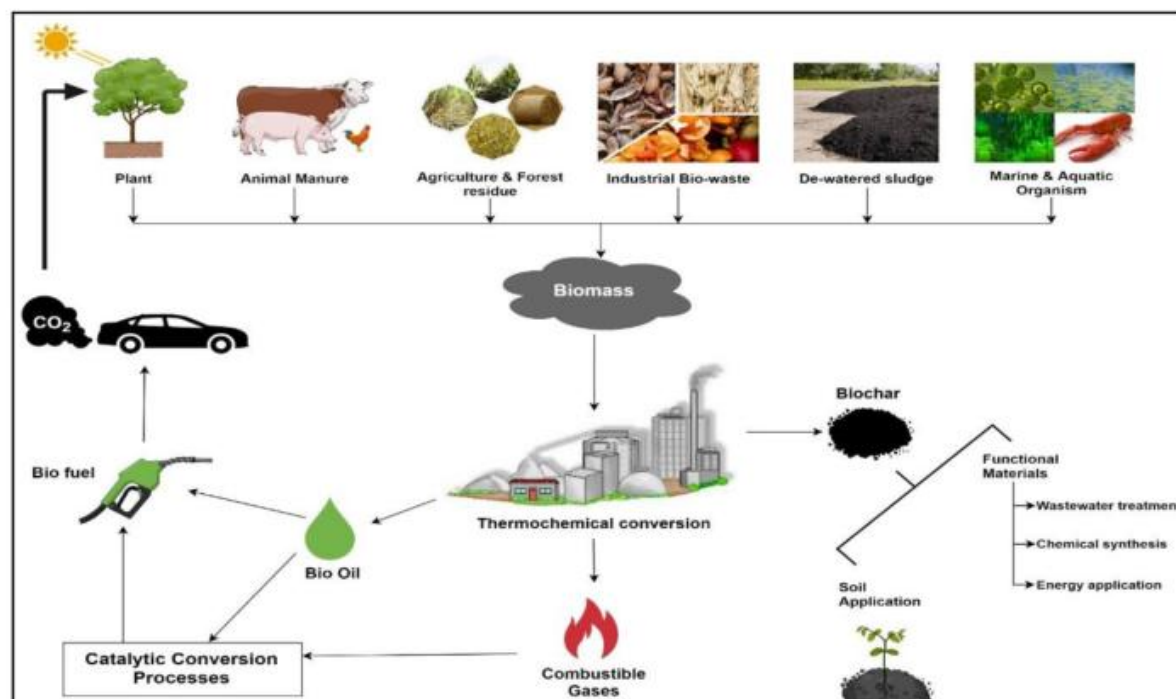 Plant
Animal Manure
Agriculture & Forest
residue
Industrial Bio-waste
De-watered sludge
Marine & Aquatic
Organism
Biomass
CO2
Biochar
Bio fuel
Functional
Materials
Wastewater treatmen
Thermochemical conversion
Chemical synthesis
Bio Oil
Soil
Application
Energy application
Catalytic Conversion
Processes
Combustible
Gases